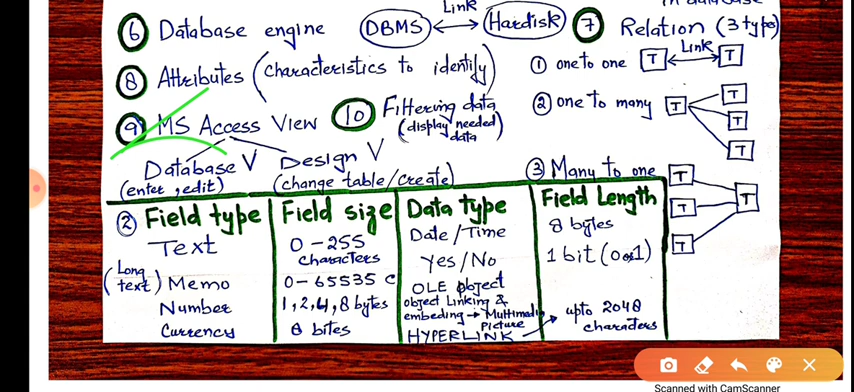 in database
Link
⑥ Database engine DBMS Hardisk ⑦ Relation (3 type)
⑧ Attributes (Characteristics to identify)
① one to one T Link T
⑨ MS Access View ⑩ Filtering data
(display needed data)
② one to many T T T T
Database V Design V
(enter, edit) (change table/create)
③ Many to one T T T T
② Field type Field size Data type Field Length
Text 0-255 Characters Date/Time 8 bytes
(Long text) Memo 0-65535 c Yes/No 1 bit (0 or 1)
Number 1,2,4,8 bytes OLE object
object Linking & embeding → Multimedia Picture
Currency 8 bites HYPERLINK → upto 2048 characters
Scanned with CamScanner